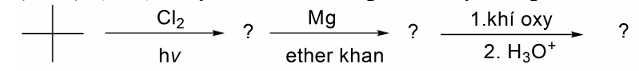 Cl₂ Mg 1.khí oxy
? ? ?
hν ether khan 2. H₃O⁺